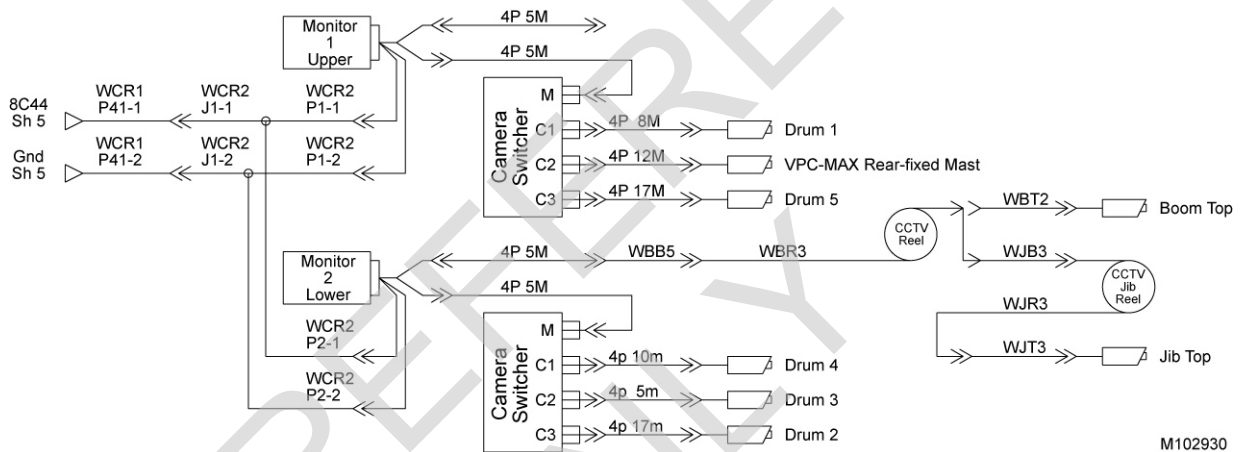 Monitor
1
Upper
4P 5M
4P 5M
8C44
Sh 5
WCR1
P41-1
WCR2
J1-1
WCR2
P1-1
Gnd
Sh 5
WCR1
P41-2
WCR2
J1-2
WCR2
P1-2
Camera
Switcher
M
C1
4P 8M
Drum 1
C2
4P 12M
VPC-MAX Rear-fixed Mast
C3
4P 17M
Drum 5
Monitor
2
Lower
4P 5M
WBB5
WBR3
CCTV
Reel
WBT2
Boom Top
WJB3
CCTV
Jib
Reel
WJR3
WJT3
Jib Top
4P 5M
WCR2
P2-1
WCR2
P2-2
Camera
Switcher
M
C1
4p 10m
Drum 4
C2
4p 5m
Drum 3
C3
4p 17m
Drum 2
M102930